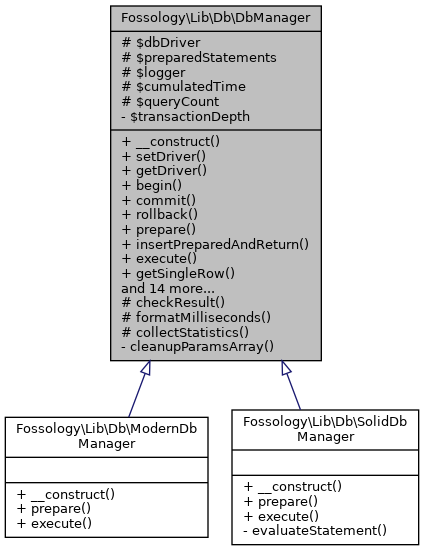 Fossology\Lib\Db\DbManager
# $dbDriver
# $preparedStatements
# $logger
# $cumulatedTime
# $queryCount
- $transactionDepth
+ __construct()
+ setDriver()
+ getDriver()
+ begin()
+ commit()
+ rollback()
+ prepare()
+ insertPreparedAndReturn()
+ execute()
+ getSingleRow()
and 14 more...
# checkResult()
# formatMilliseconds()
# collectStatistics()
- cleanupParamsArray()
Fossology\Lib\Db\ModernDb
Manager
+ __construct()
+ prepare()
+ execute()
Fossology\Lib\Db\SolidDb
Manager
+ __construct()
+ prepare()
+ execute()
- evaluateStatement()